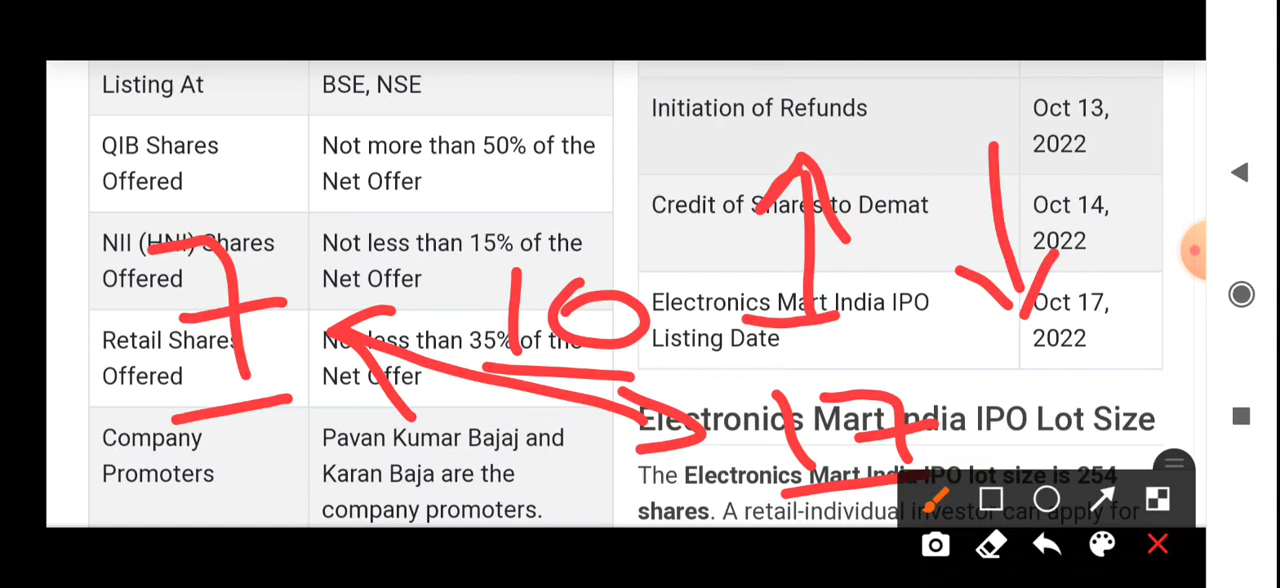 Listing At BSE, NSE
QIB Shares Not more than 50% of the
Offered Net Offer
NII (HNI) Shares Not less than 15% of the
Offered Net Offer
Retail Shares Not less than 35% of the
Offered Net Offer
Company Pavan Kumar Bajaj and
Promoters Karan Baja are the
company promoters.
Initiation of Refunds Oct 13,
2022
Credit of Shares to Demat Oct 14,
2022
Electronics Mart India IPO Oct 17,
Listing Date 2022
Electronics Mart India IPO Lot Size
The Electronics Mart India IPO lot size is 254
shares. A retail-individual investor can apply for
7
10
17